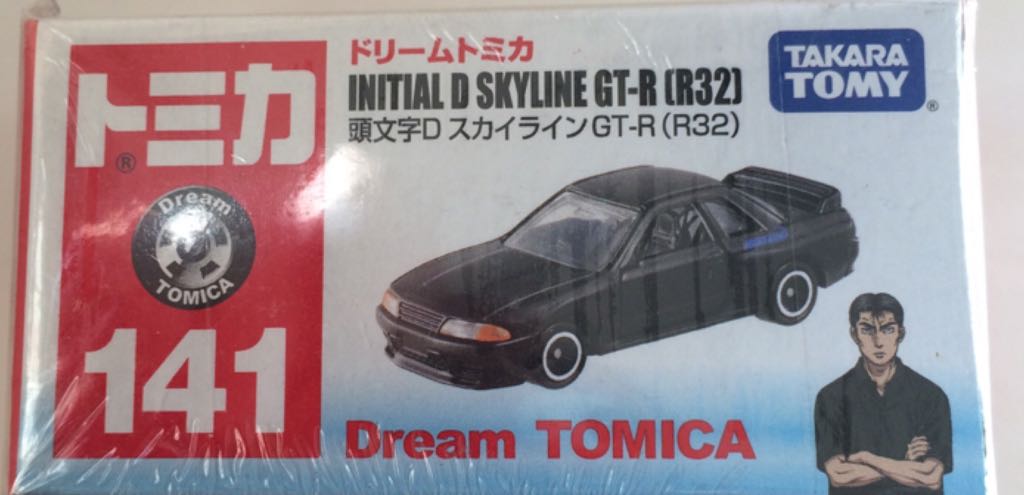 トミカ®
Dream
TOMICA
141
ドリームトミカ
INITIAL D SKYLINE GT-R (R32)
頭文字D スカイラインGT-R(R32)
TAKARA
TOMY®
Dream TOMICA